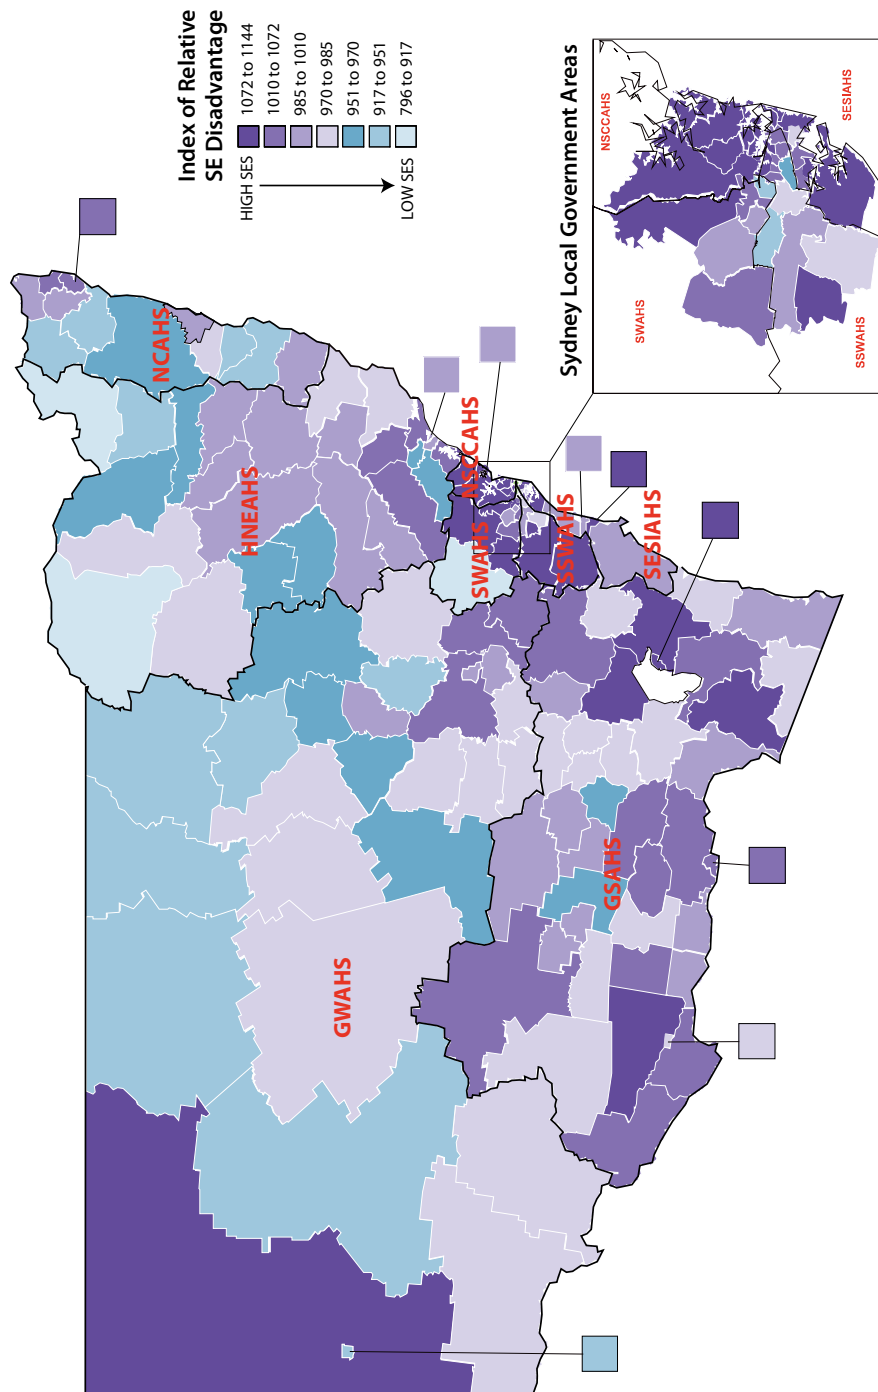 Index of Relative
SE Disadvantage
HIGH SES
LOW SES
1072 to 1144
1010 to 1072
985 to 1010
970 to 985
951 to 970
917 to 951
796 to 917
NCAHS
HNEAHS
NSCCAHS
SWAHS
SSWAHS
SESIAHS
GSAHS
GWAHS
Sydney Local Government Areas
NSCCAHS
SWAHS
SESIAHS
SSWAHS